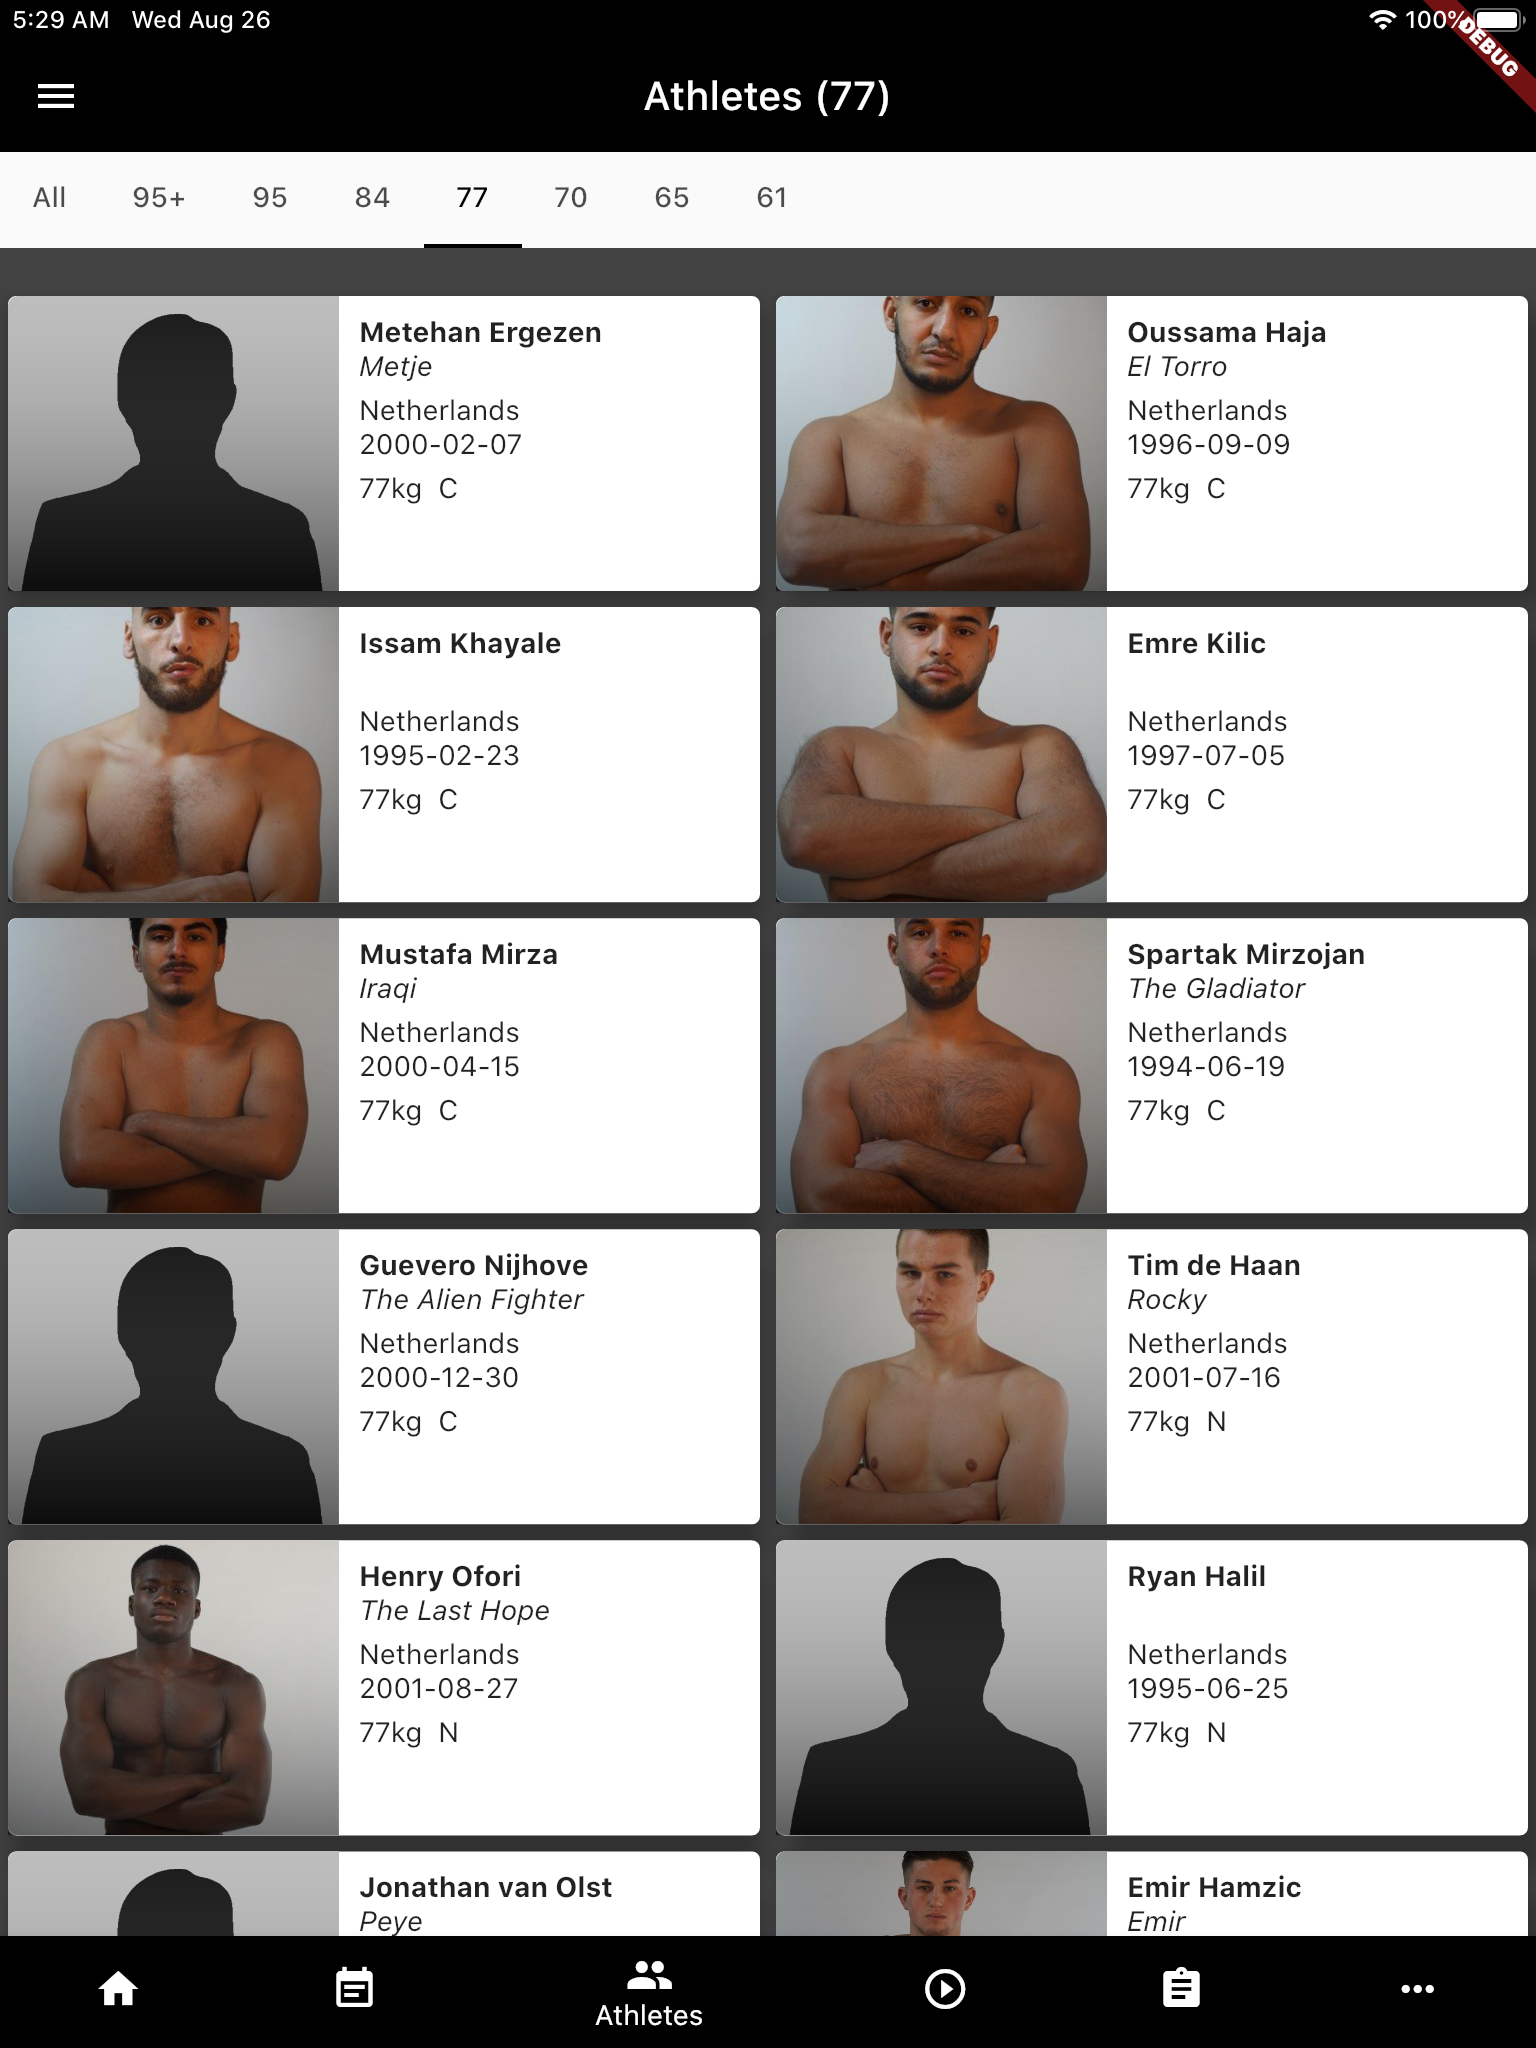 5:29 AM Wed Aug 26
100%
DEBUG
Athletes (77)
All 95+ 95 84 77 70 65 61
Metehan Ergezen
Metje
Netherlands
2000-02-07
77kg C
Oussama Haja
El Torro
Netherlands
1996-09-09
77kg C
Issam Khayale
Netherlands
1995-02-23
77kg C
Emre Kilic
Netherlands
1997-07-05
77kg C
Mustafa Mirza
Iraqi
Netherlands
2000-04-15
77kg C
Spartak Mirzojan
The Gladiator
Netherlands
1994-06-19
77kg C
Guevero Nijhove
The Alien Fighter
Netherlands
2000-12-30
77kg C
Tim de Haan
Rocky
Netherlands
2001-07-16
77kg N
Henry Ofori
The Last Hope
Netherlands
2001-08-27
77kg N
Ryan Halil
Netherlands
1995-06-25
77kg N
Jonathan van Olst
Peye
Emir Hamzic
Emir
Athletes